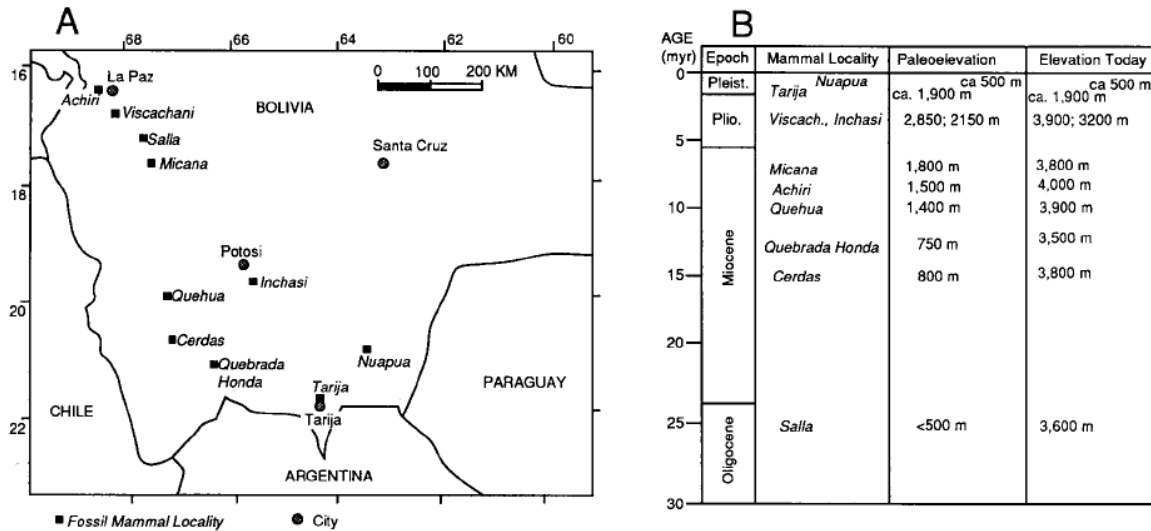 A
68 66 64 62 60
16
18
20
22
La Paz
Achiri
Viscachani
Salla
Micana
BOLIVIA
0 100 200 KM
Santa Cruz
Potosi
Inchasi
Quehua
Cerdas
Quebrada
Honda
Nuapua
Tarija
Tarija
CHILE
PARAGUAY
ARGENTINA
Fossil Mammal Locality City
B
AGE
(myr)
Epoch Mammal Locality Paleoelevation Elevation Today
0
Pleist. Nuapua ca 500 m ca 500 m
Tarija ca. 1,900 m ca. 1,900 m
Plio. Viscach., Inchasi 2,850; 2150 m 3,900; 3200 m
5
Micana 1,800 m 3,800 m
Achiri 1,500 m 4,000 m
10
Quehua 1,400 m 3,900 m
Miocene
Quebrada Honda 750 m 3,500 m
15
Cerdas 800 m 3,800 m
20
25
Oligocene
Salla <500 m 3,600 m
30